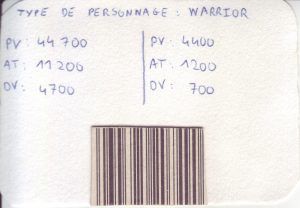 TYPE DE PERSONNAGE : WARRIOR
PV : 44 700
AT : 11 200
DV : 4700
PV : 4400
AT : 1200
DV : 700